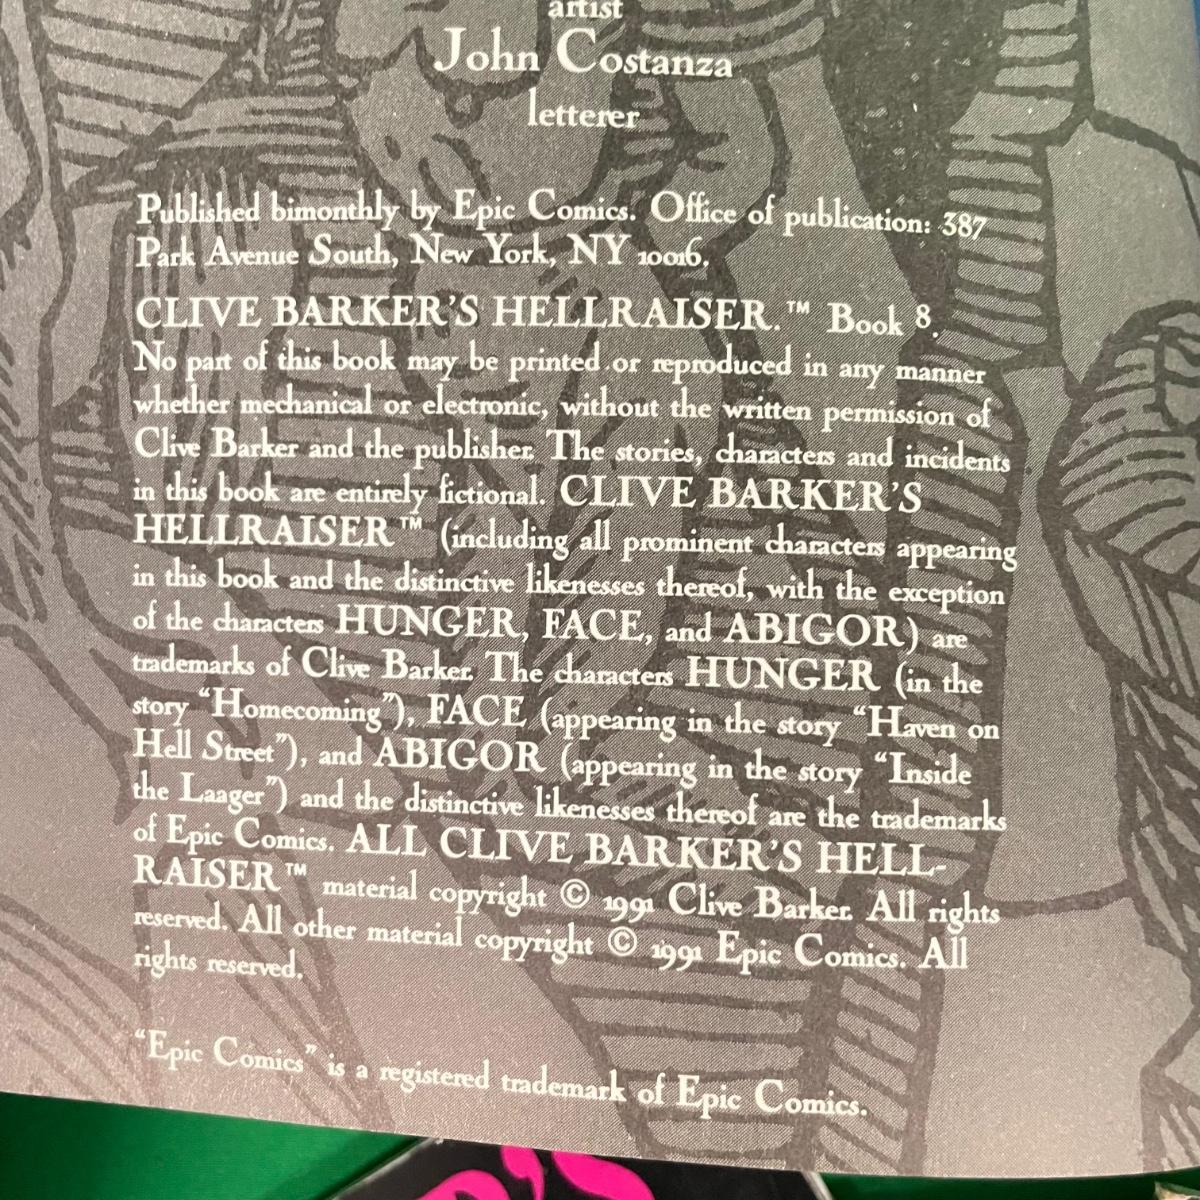 artist
John Costanza
letterer
Published bimonthly by Epic Comics. Office of publication: 387
Park Avenue South, New York, NY 10016.
CLIVE BARKER'S HELLRAISER.™ Book 8.
No part of this book may be printed or reproduced in any manner
whether mechanical or electronic, without the written permission of
Clive Barker and the publisher. The stories, characters and incidents
in this book are entirely fictional. CLIVE BARKER'S
HELLRAISER™ (including all prominent characters appearing
in this book and the distinctive likenesses thereof, with the exception
of the characters HUNGER, FACE, and ABIGOR) are
trademarks of Clive Barker. The characters HUNGER (in the
story "Homecoming"), FACE (appearing in the story "Haven on
Hell Street"), and ABIGOR (appearing in the story "Inside
the Laager") and the distinctive likenesses thereof are the trademarks
of Epic Comics. ALL CLIVE BARKER'S HELL-
RAISER™ material copyright © 1991 Clive Barker. All rights
reserved. All other material copyright © 1991 Epic Comics. All
rights reserved.
"Epic Comics" is a registered trademark of Epic Comics.